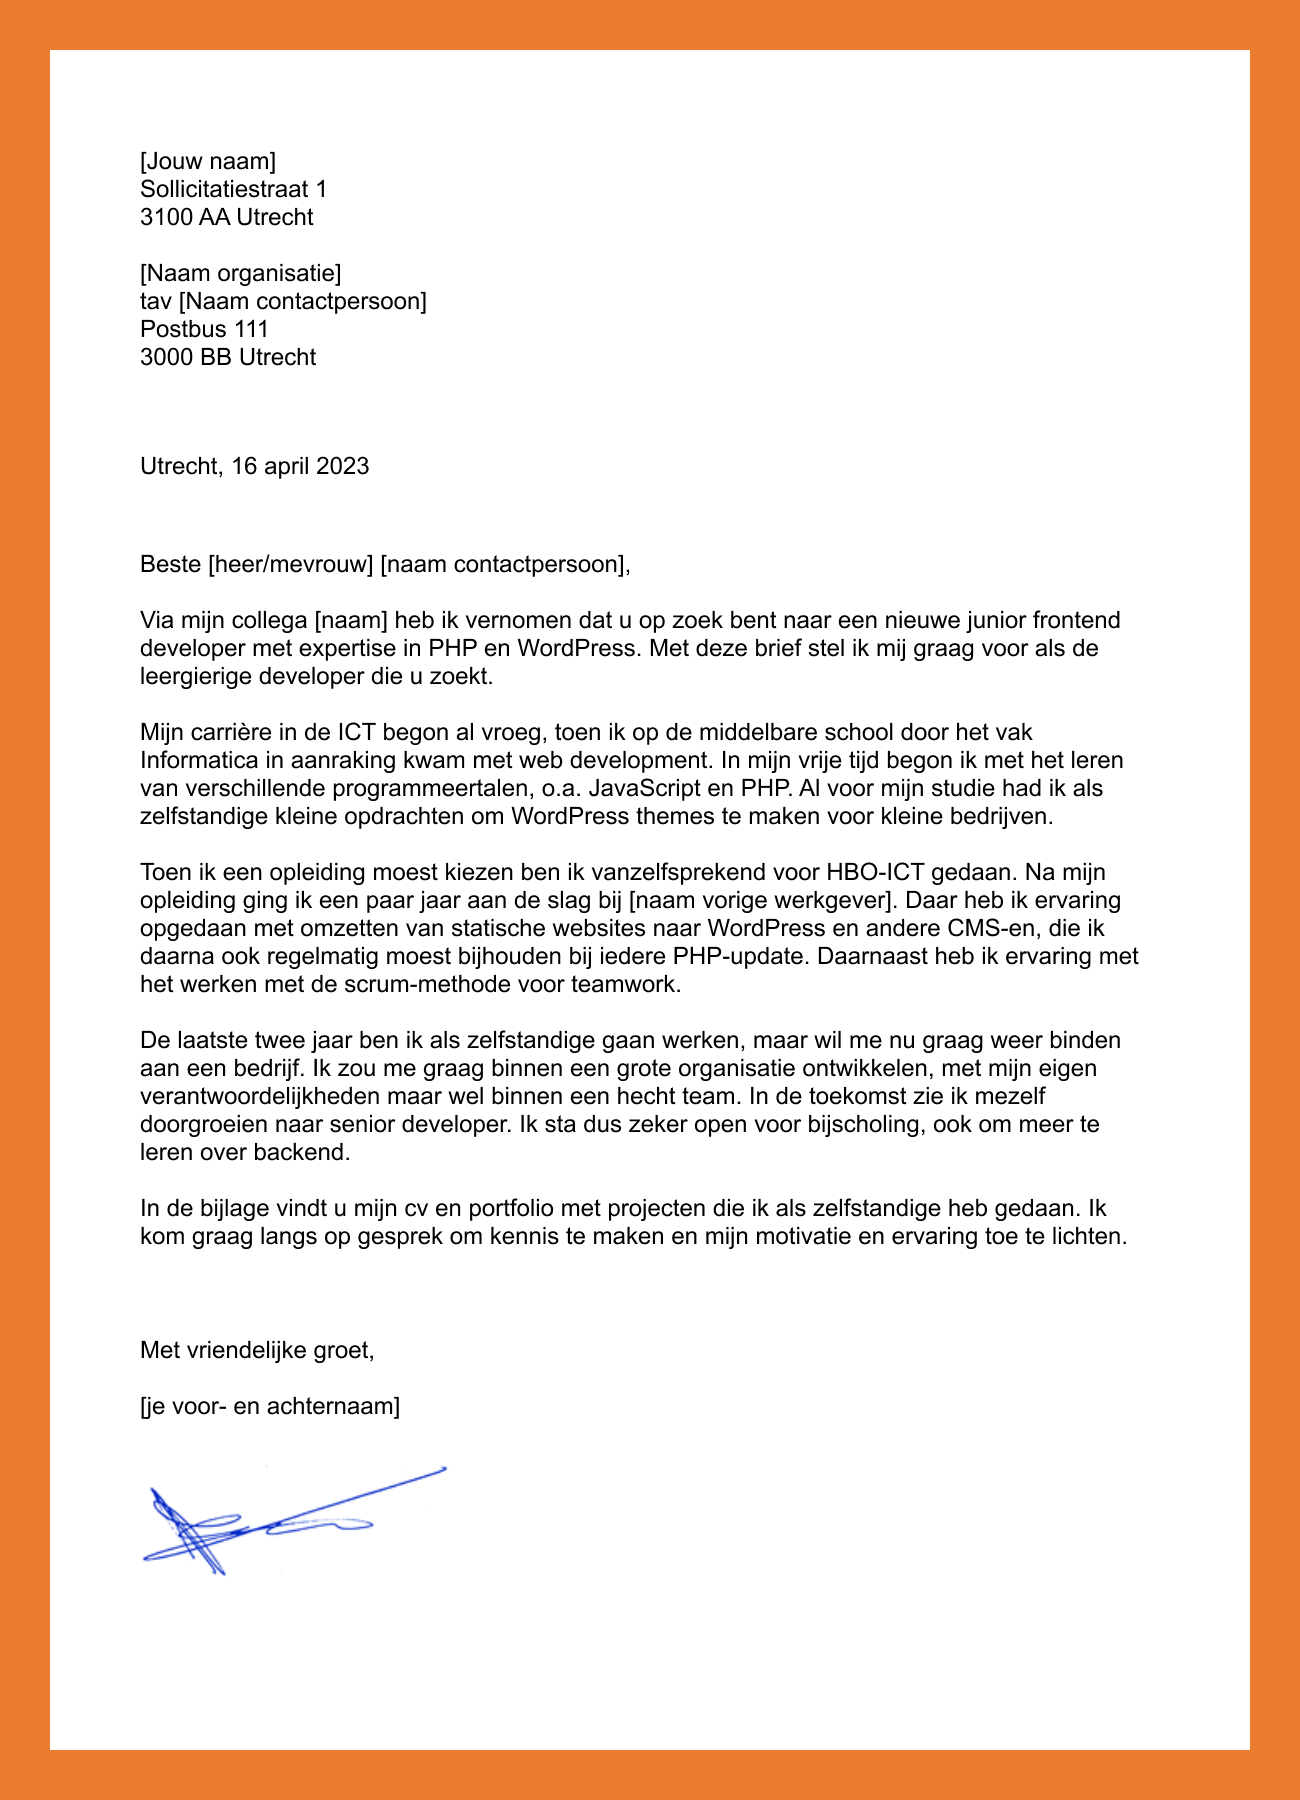 [Jouw naam]
Sollicitatiestraat 1
3100 AA Utrecht
[Naam organisatie]
tav [Naam contactpersoon]
Postbus 111
3000 BB Utrecht
Utrecht, 16 april 2023
Beste [heer/mevrouw] [naam contactpersoon],
Via mijn collega [naam] heb ik vernomen dat u op zoek bent naar een nieuwe junior frontend
developer met expertise in PHP en WordPress. Met deze brief stel ik mij graag voor als de
leergierige developer die u zoekt.
Mijn carrière in de ICT begon al vroeg, toen ik op de middelbare school door het vak
Informatica in aanraking kwam met web development. In mijn vrije tijd begon ik met het leren
van verschillende programmeertalen, o.a. JavaScript en PHP. Al voor mijn studie had ik als
zelfstandige kleine opdrachten om WordPress themes te maken voor kleine bedrijven.
Toen ik een opleiding moest kiezen ben ik vanzelfsprekend voor HBO-ICT gedaan. Na mijn
opleiding ging ik een paar jaar aan de slag bij [naam vorige werkgever]. Daar heb ik ervaring
opgedaan met omzetten van statische websites naar WordPress en andere CMS-en, die ik
daarna ook regelmatig moest bijhouden bij iedere PHP-update. Daarnaast heb ik ervaring met
het werken met de scrum-methode voor teamwork.
De laatste twee jaar ben ik als zelfstandige gaan werken, maar wil me nu graag weer binden
aan een bedrijf. Ik zou me graag binnen een grote organisatie ontwikkelen, met mijn eigen
verantwoordelijkheden maar wel binnen een hecht team. In de toekomst zie ik mezelf
doorgroeien naar senior developer. Ik sta dus zeker open voor bijscholing, ook om meer te
leren over backend.
In de bijlage vindt u mijn cv en portfolio met projecten die ik als zelfstandige heb gedaan. Ik
kom graag langs op gesprek om kennis te maken en mijn motivatie en ervaring toe te lichten.
Met vriendelijke groet,
[je voor- en achternaam]